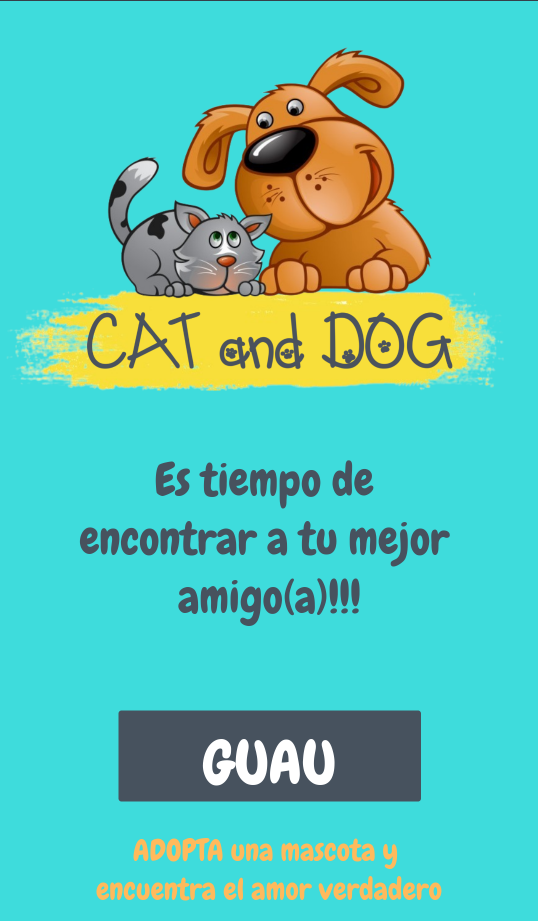 CAT and DOG
Es tiempo de
encontrar a tu mejor
amigo(a)!!!
GUAU
ADOPTA una mascota y
encuentra el amor verdadero